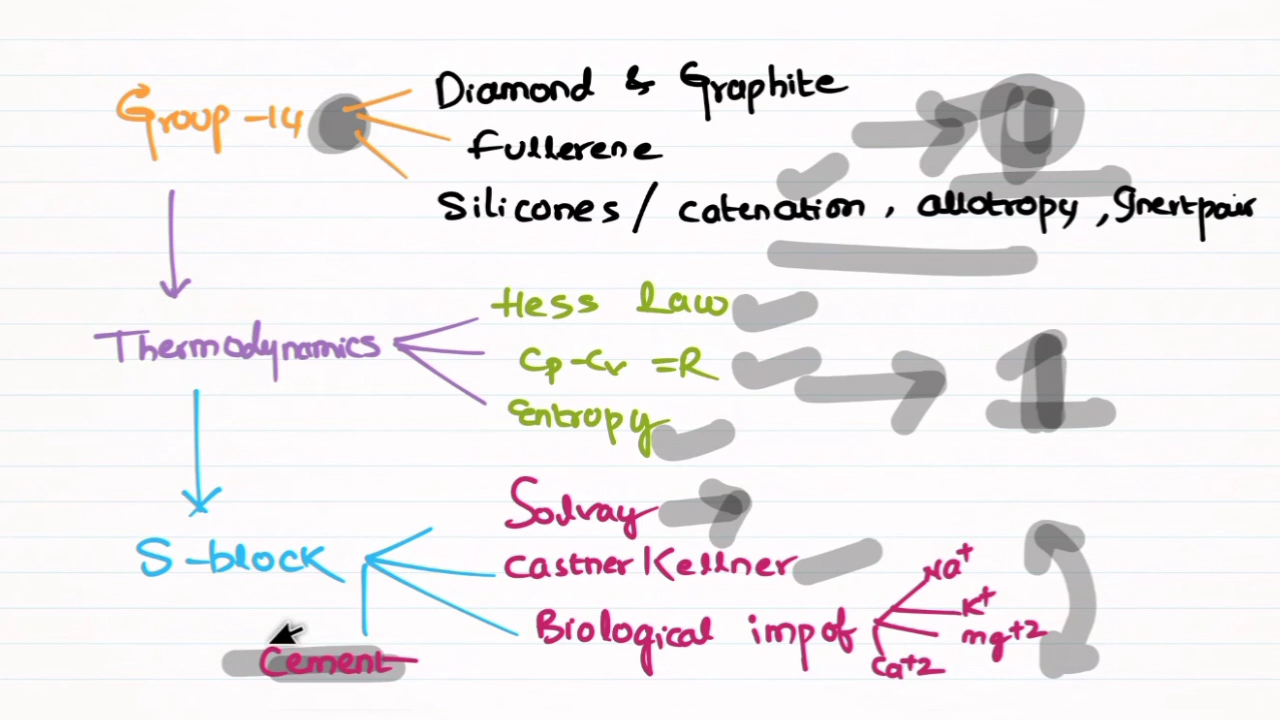 Group -14
Diamond & Graphite
Fullerene
Silicones / catenation, allotropy, Inertpair
Thermodynamics
Hess Law
Cp-Cv =R
Entropy
S-block
Solvay
Castner Kellner
Biological imp of
Na+
K+
mg+2
Ca+2
Cement